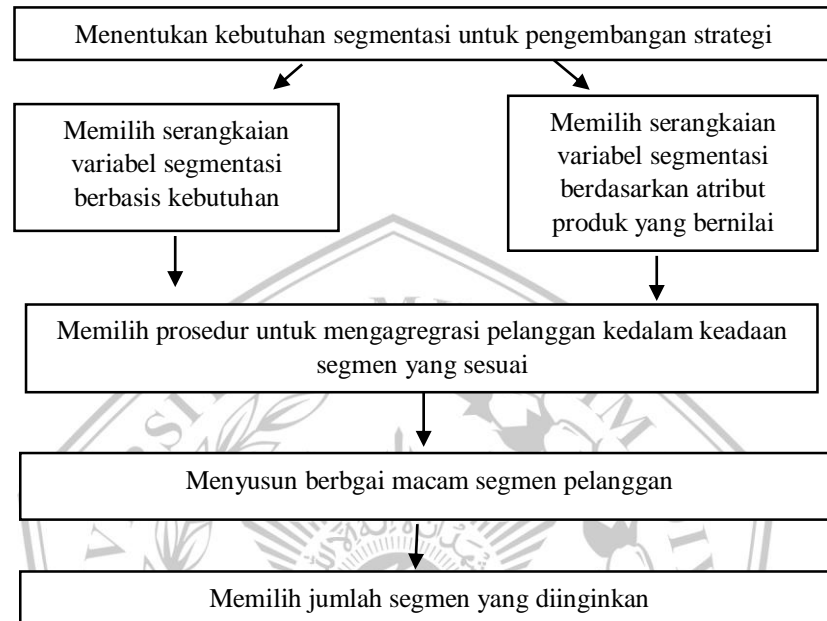 Menentukan kebutuhan segmentasi untuk pengembangan strategi
Memilih serangkaian
variabel segmentasi
berbasis kebutuhan
Memilih serangkaian
variabel segmentasi
berdasarkan atribut
produk yang bernilai
Memilih prosedur untuk mengagregrasi pelanggan kedalam keadaan
segmen yang sesuai
Menyusun berbgai macam segmen pelanggan
Memilih jumlah segmen yang diinginkan